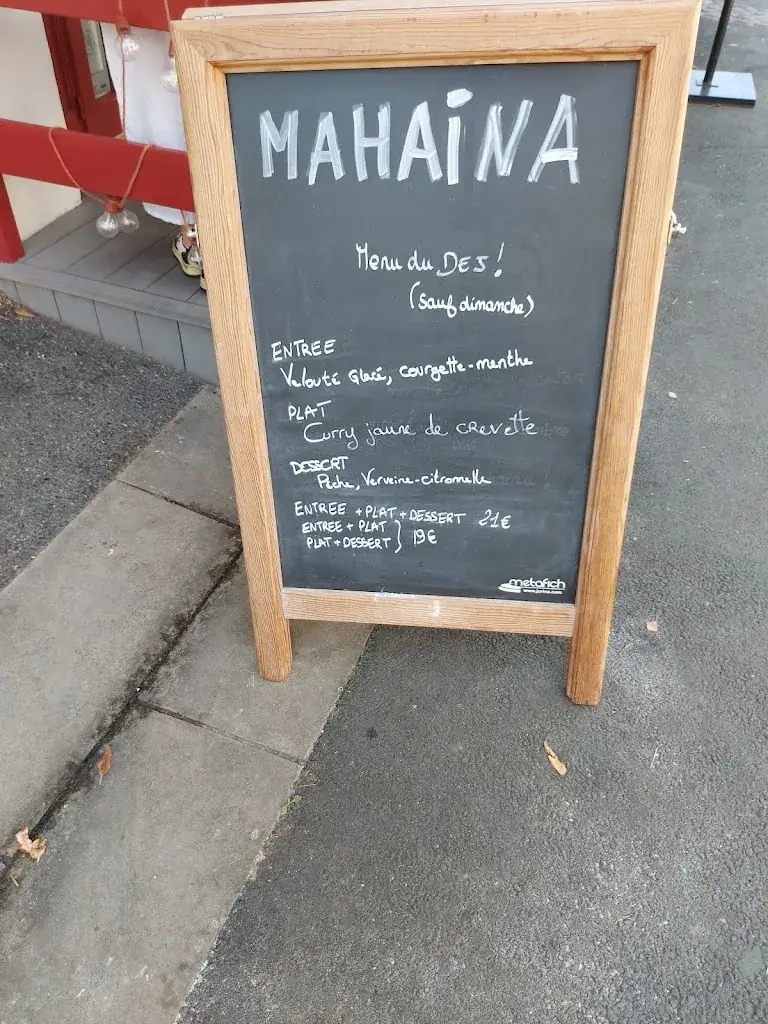 MAHAiNA
Menu du DEJ!
(Sauf dimanche)
ENTREE
Velouté Glacé, courgette-menthe
PLAT
Curry jaune de crevette
DESSERT
Pêche, Verveine-citronnelle
ENTREE + PLAT + DESSERT 21€
ENTREE + PLAT
PLAT + DESSERT } 19€
metafich